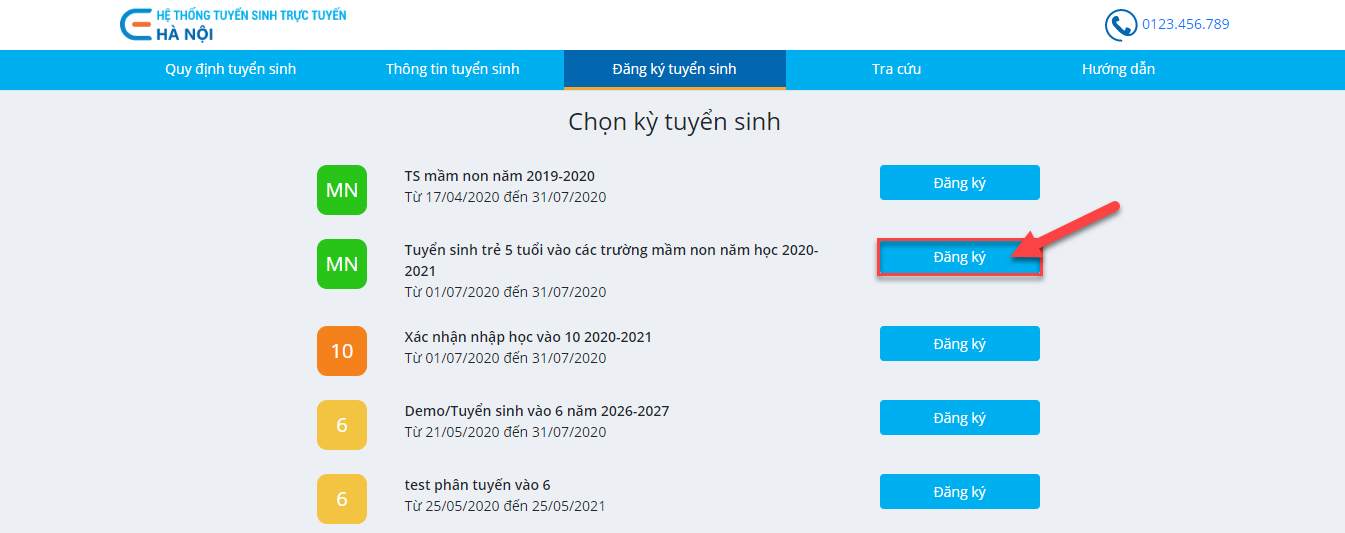 HỆ THỐNG TUYỂN SINH TRỰC TUYẾN
HÀ NỘI
0123.456.789
Quy định tuyển sinh
Thông tin tuyển sinh
Đăng ký tuyển sinh
Tra cứu
Hướng dẫn
Chọn kỳ tuyển sinh
MN
TS mầm non năm 2019-2020
Từ 17/04/2020 đến 31/07/2020
Đăng ký
MN
Tuyển sinh trẻ 5 tuổi vào các trường mầm non năm học 2020-
2021
Từ 01/07/2020 đến 31/07/2020
Đăng ký
10
Xác nhận nhập học vào 10 2020-2021
Từ 01/07/2020 đến 31/07/2020
Đăng ký
6
Demo/Tuyển sinh vào 6 năm 2026-2027
Từ 21/05/2020 đến 31/07/2020
Đăng ký
6
test phân tuyến vào 6
Từ 25/05/2020 đến 25/05/2021
Đăng ký